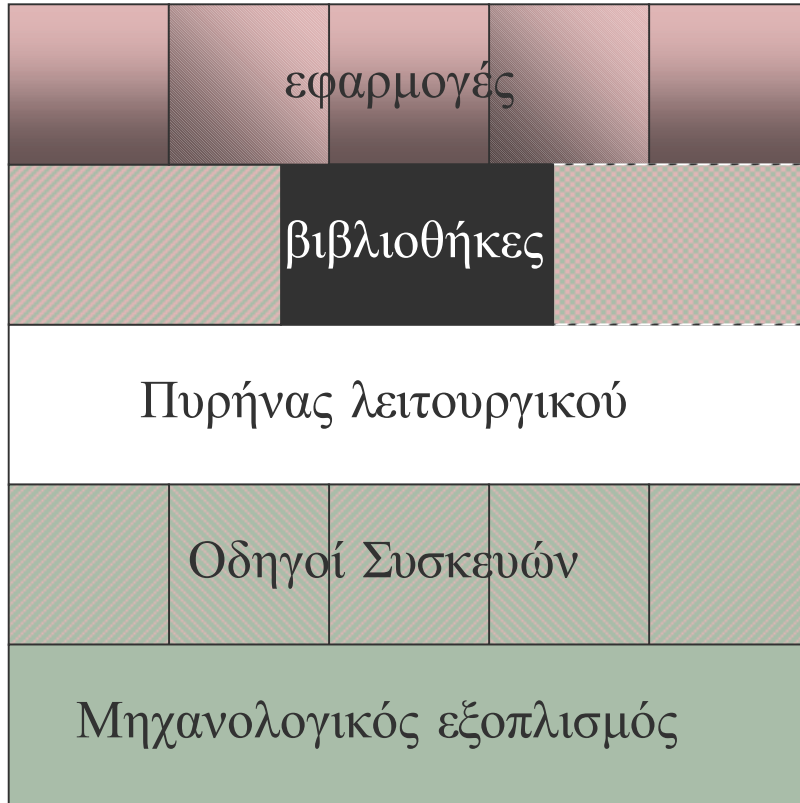 εφαρμογές
βιβλιοθήκες
Πυρήνας λειτουργικού
Οδηγοί Συσκευών
Μηχανολογικός εξοπλισμός